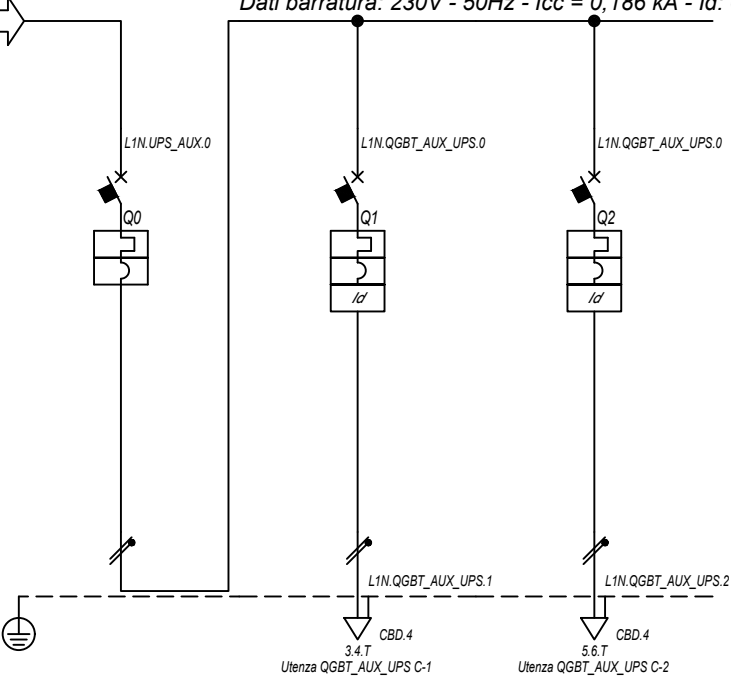 Dati barratura: 230V - 50Hz - Icc = 0,186 kA - Id:
L1N.UPS_AUX.0
L1N.QGBT_AUX_UPS.0
L1N.QGBT_AUX_UPS.0
Q0
Q1
Q2
Id
Id
L1N.QGBT_AUX_UPS.1
L1N.QGBT_AUX_UPS.2
CBD.4
CBD.4
3.4.T
5.6.T
Utenza QGBT_AUX_UPS C-1
Utenza QGBT_AUX_UPS C-2